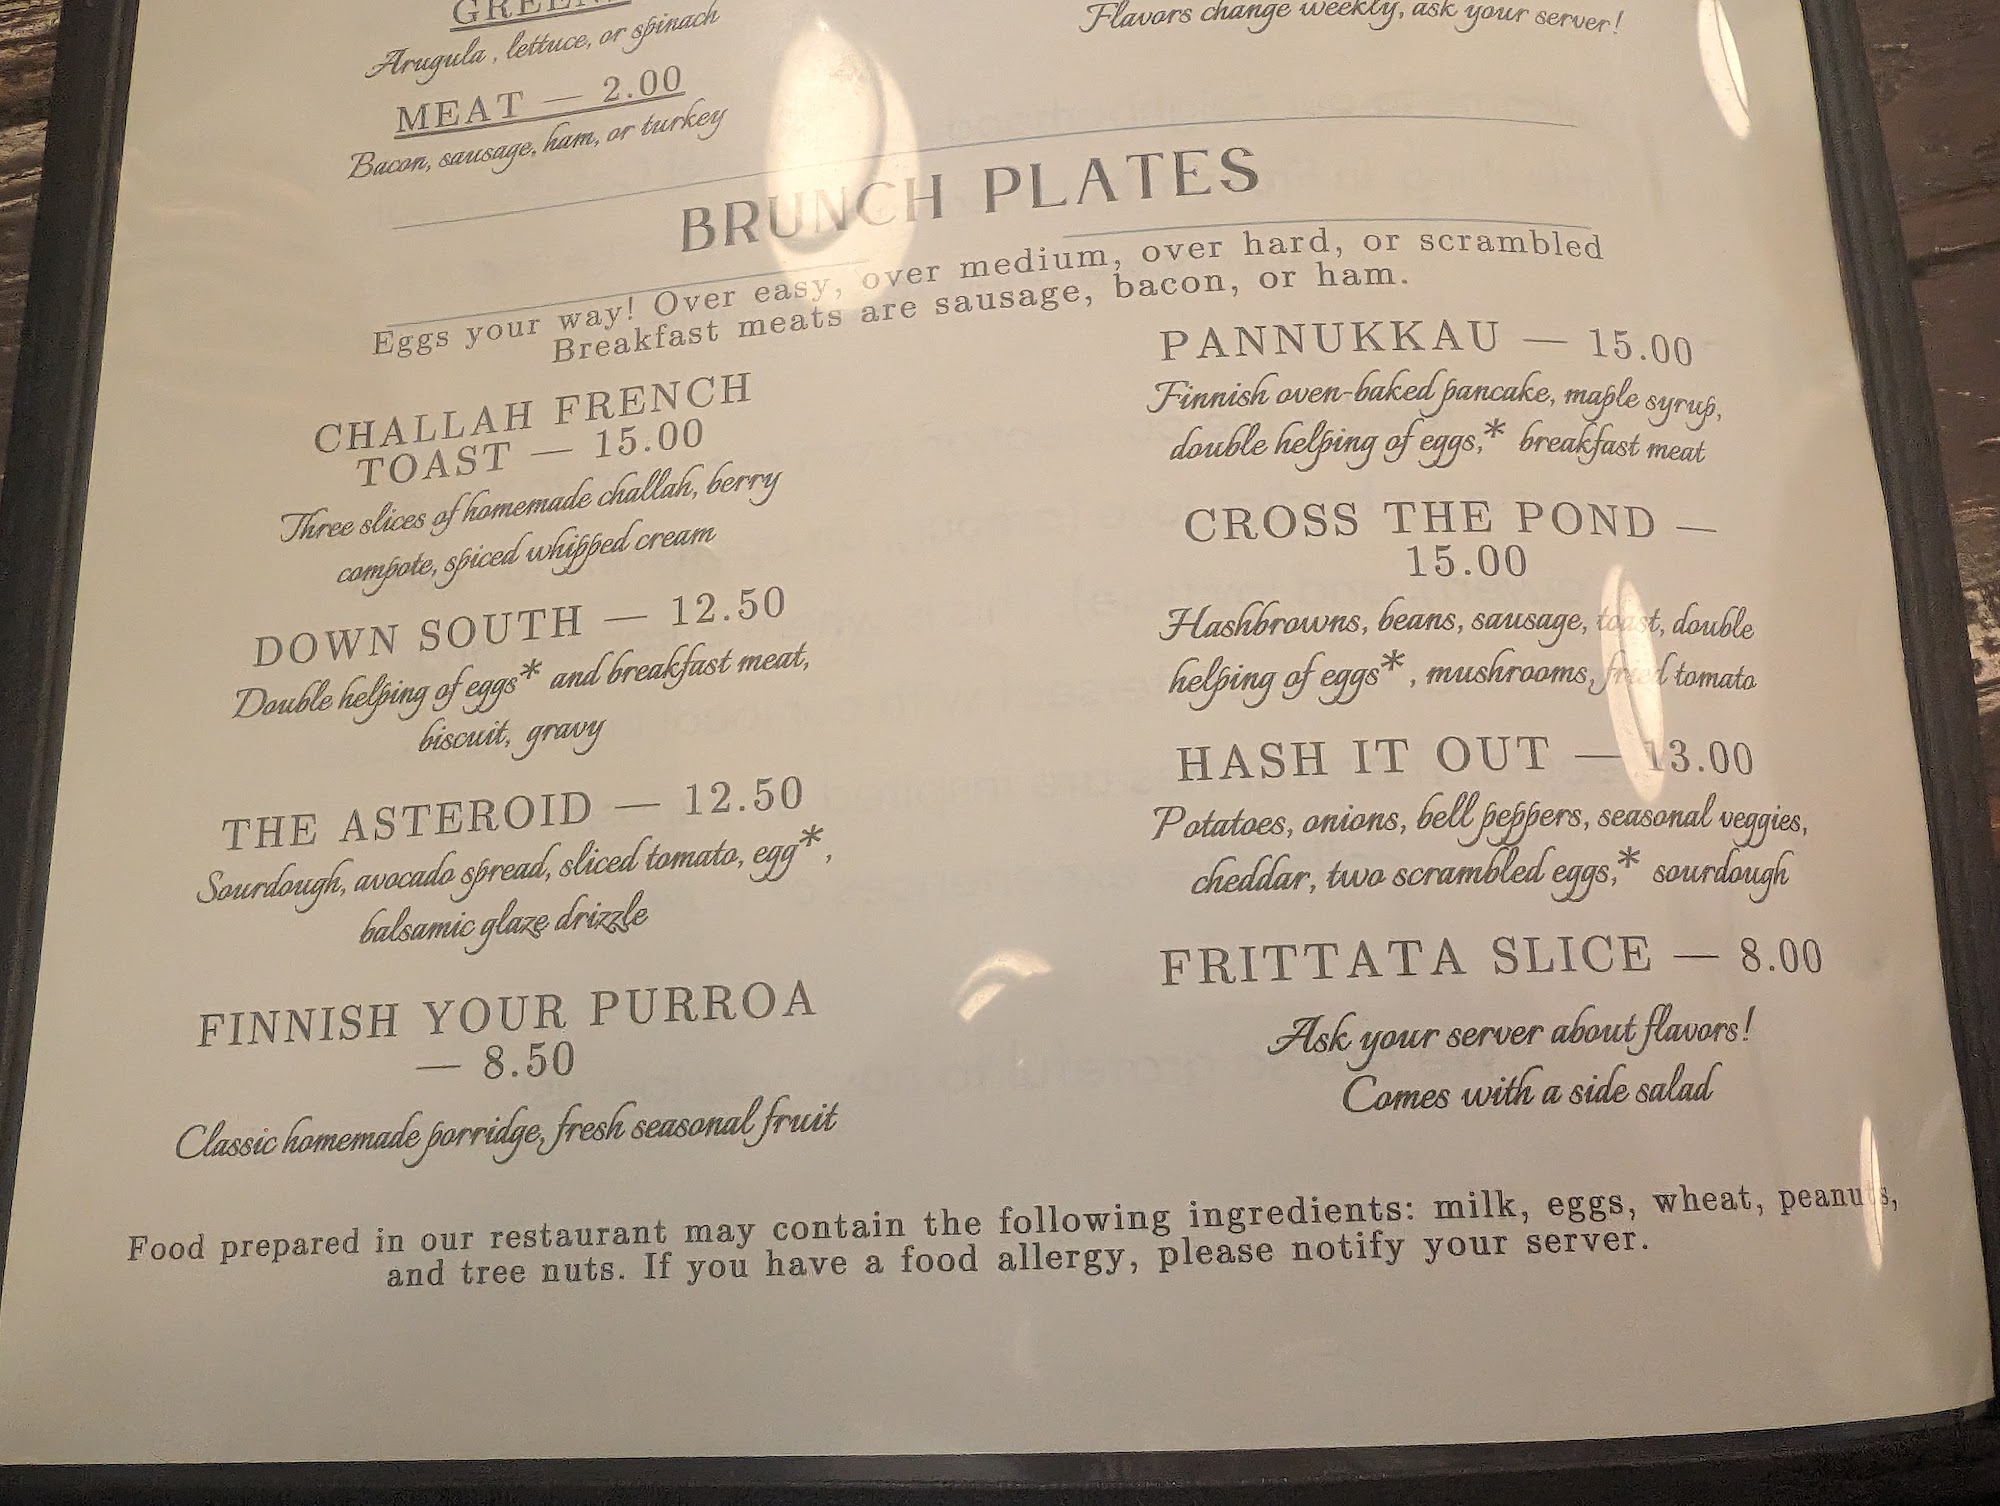 Arugula, lettuce, or spinach
MEAT — 2.00
Bacon, sausage, ham, or turkey
Flavors change weekly, ask your server!
BRUNCH PLATES
Eggs your way! Over easy, over medium, over hard, or scrambled
Breakfast meats are sausage, bacon, or ham.
CHALLAH FRENCH
TOAST — 15.00
Three slices of homemade challah, berry
compote, spiced whipped cream
DOWN SOUTH — 12.50
Double helping of eggs* and breakfast meat,
biscuit, gravy
THE ASTEROID — 12.50
Sourdough, avocado spread, sliced tomato, egg*,
balsamic glaze drizzle
FINNISH YOUR PURROA
— 8.50
Classic homemade porridge, fresh seasonal fruit
PANNUKKAU — 15.00
Finnish oven-baked pancake, maple syrup,
double helping of eggs,* breakfast meat
CROSS THE POND —
15.00
Hashbrowns, beans, sausage, toast, double
helping of eggs*, mushrooms, fried tomato
HASH IT OUT — 13.00
Potatoes, onions, bell peppers, seasonal veggies,
cheddar, two scrambled eggs,* sourdough
FRITTATA SLICE — 8.00
Ask your server about flavors!
Comes with a side salad
Food prepared in our restaurant may contain the following ingredients: milk, eggs, wheat, peanuts,
and tree nuts. If you have a food allergy, please notify your server.